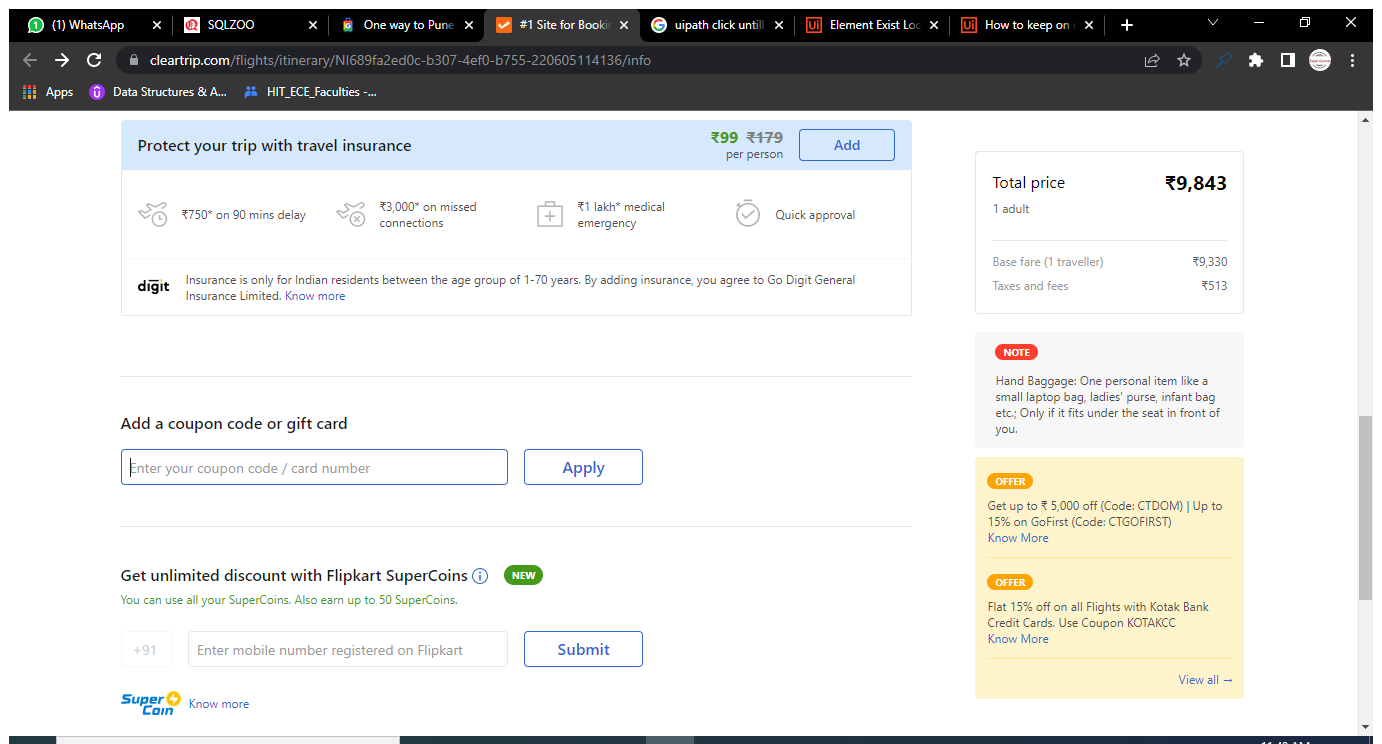 (1) WhatsApp
SQLZOO
One way to Pune
#1 Site for Bookin
uipath click untill
Element Exist Loo
How to keep on c
cleartrip.com/flights/itinerary/NI689fa2ed0c-b307-4ef0-b755-220605114136/info
Apps
Data Structures & A...
HIT_ECE_Faculties -...
Protect your trip with travel insurance
₹99 ₹179
per person
Add
₹750* on 90 mins delay
₹3,000* on missed
connections
₹1 lakh* medical
emergency
Quick approval
digit
Insurance is only for Indian residents between the age group of 1-70 years. By adding insurance, you agree to Go Digit General
Insurance Limited. Know more
Add a coupon code or gift card
Enter your coupon code / card number
Apply
Get unlimited discount with Flipkart SuperCoins
NEW
You can use all your SuperCoins. Also earn up to 50 SuperCoins.
+91
Enter mobile number registered on Flipkart
Submit
Super
Coin
Know more
Total price ₹9,843
1 adult
Base fare (1 traveller) ₹9,330
Taxes and fees ₹513
NOTE
Hand Baggage: One personal item like a
small laptop bag, ladies' purse, infant bag
etc.; Only if it fits under the seat in front of
you.
OFFER
Get up to ₹ 5,000 off (Code: CTDOM) | Up to
15% on GoFirst (Code: CTGOFIRST)
Know More
OFFER
Flat 15% off on all Flights with Kotak Bank
Credit Cards. Use Coupon KOTAKCC
Know More
View all →